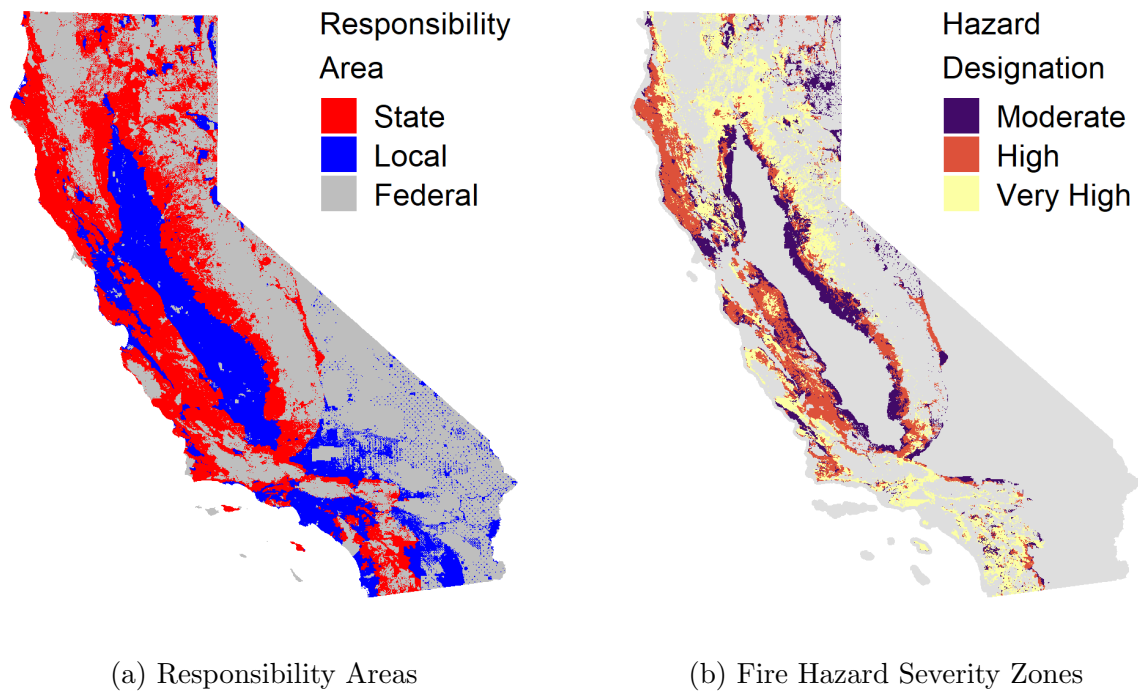 Responsibility
Area
State
Local
Federal
(a) Responsibility Areas
Hazard
Designation
Moderate
High
Very High
(b) Fire Hazard Severity Zones